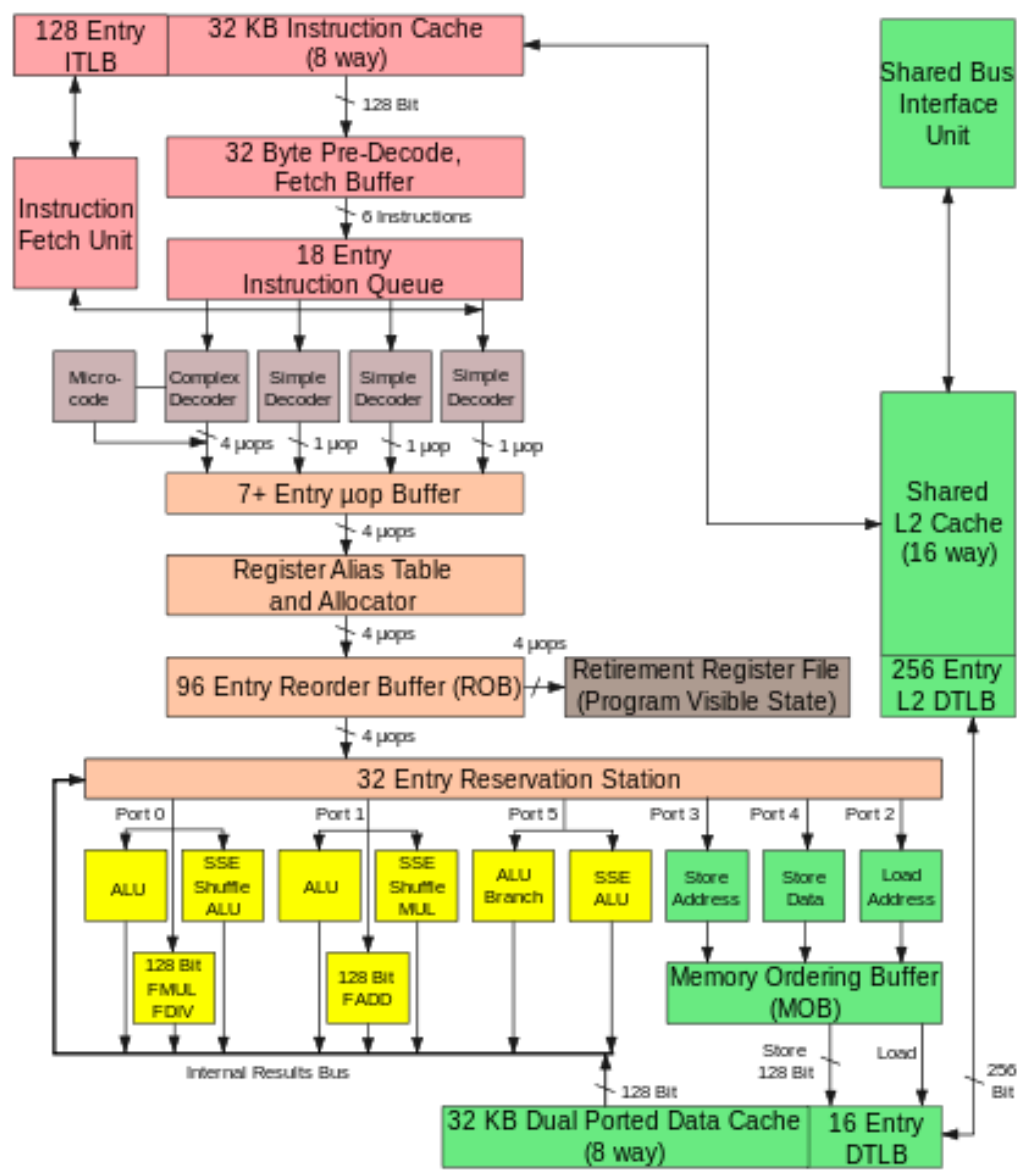 128 Entry
ITLB
32 KB Instruction Cache
(8 way)
Shared Bus
Interface
Unit
128 Bit
32 Byte Pre-Decode,
Fetch Buffer
Instruction
Fetch Unit
6 Instructions
18 Entry
Instruction Queue
Micro-
code
Complex
Decoder
Simple
Decoder
Simple
Decoder
Simple
Decoder
4 µops
1 µop
1 µop
1 µop
7+ Entry µop Buffer
Shared
L2 Cache
(16 way)
4 µops
Register Alias Table
and Allocator
4 µops
4 µops
96 Entry Reorder Buffer (ROB)
Retirement Register File
(Program Visible State)
256 Entry
L2 DTLB
4 µops
32 Entry Reservation Station
Port 0
Port 1
Port 5
Port 3
Port 4
Port 2
ALU
SSE
Shuffle
ALU
ALU
SSE
Shuffle
MUL
ALU
Branch
SSE
ALU
Store
Address
Store
Data
Load
Address
128 Bit
FMUL
FDIV
128 Bit
FADD
Memory Ordering Buffer
(MOB)
Internal Results Bus
Store
128 Bit
Load
256
Bit
128 Bit
32 KB Dual Ported Data Cache
(8 way)
16 Entry
DTLB